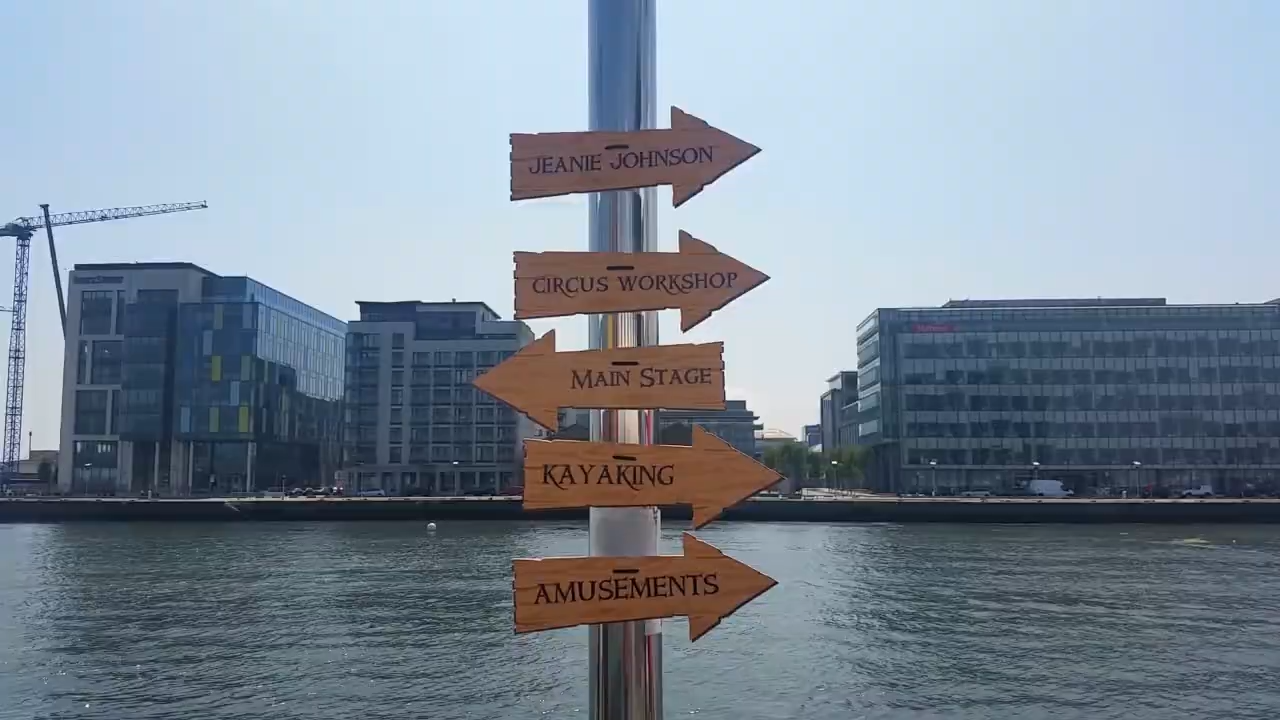 JEANIE JOHNSON
CIRCUS WORKSHOP
MAIN STAGE
KAYAKING
AMUSEMENTS